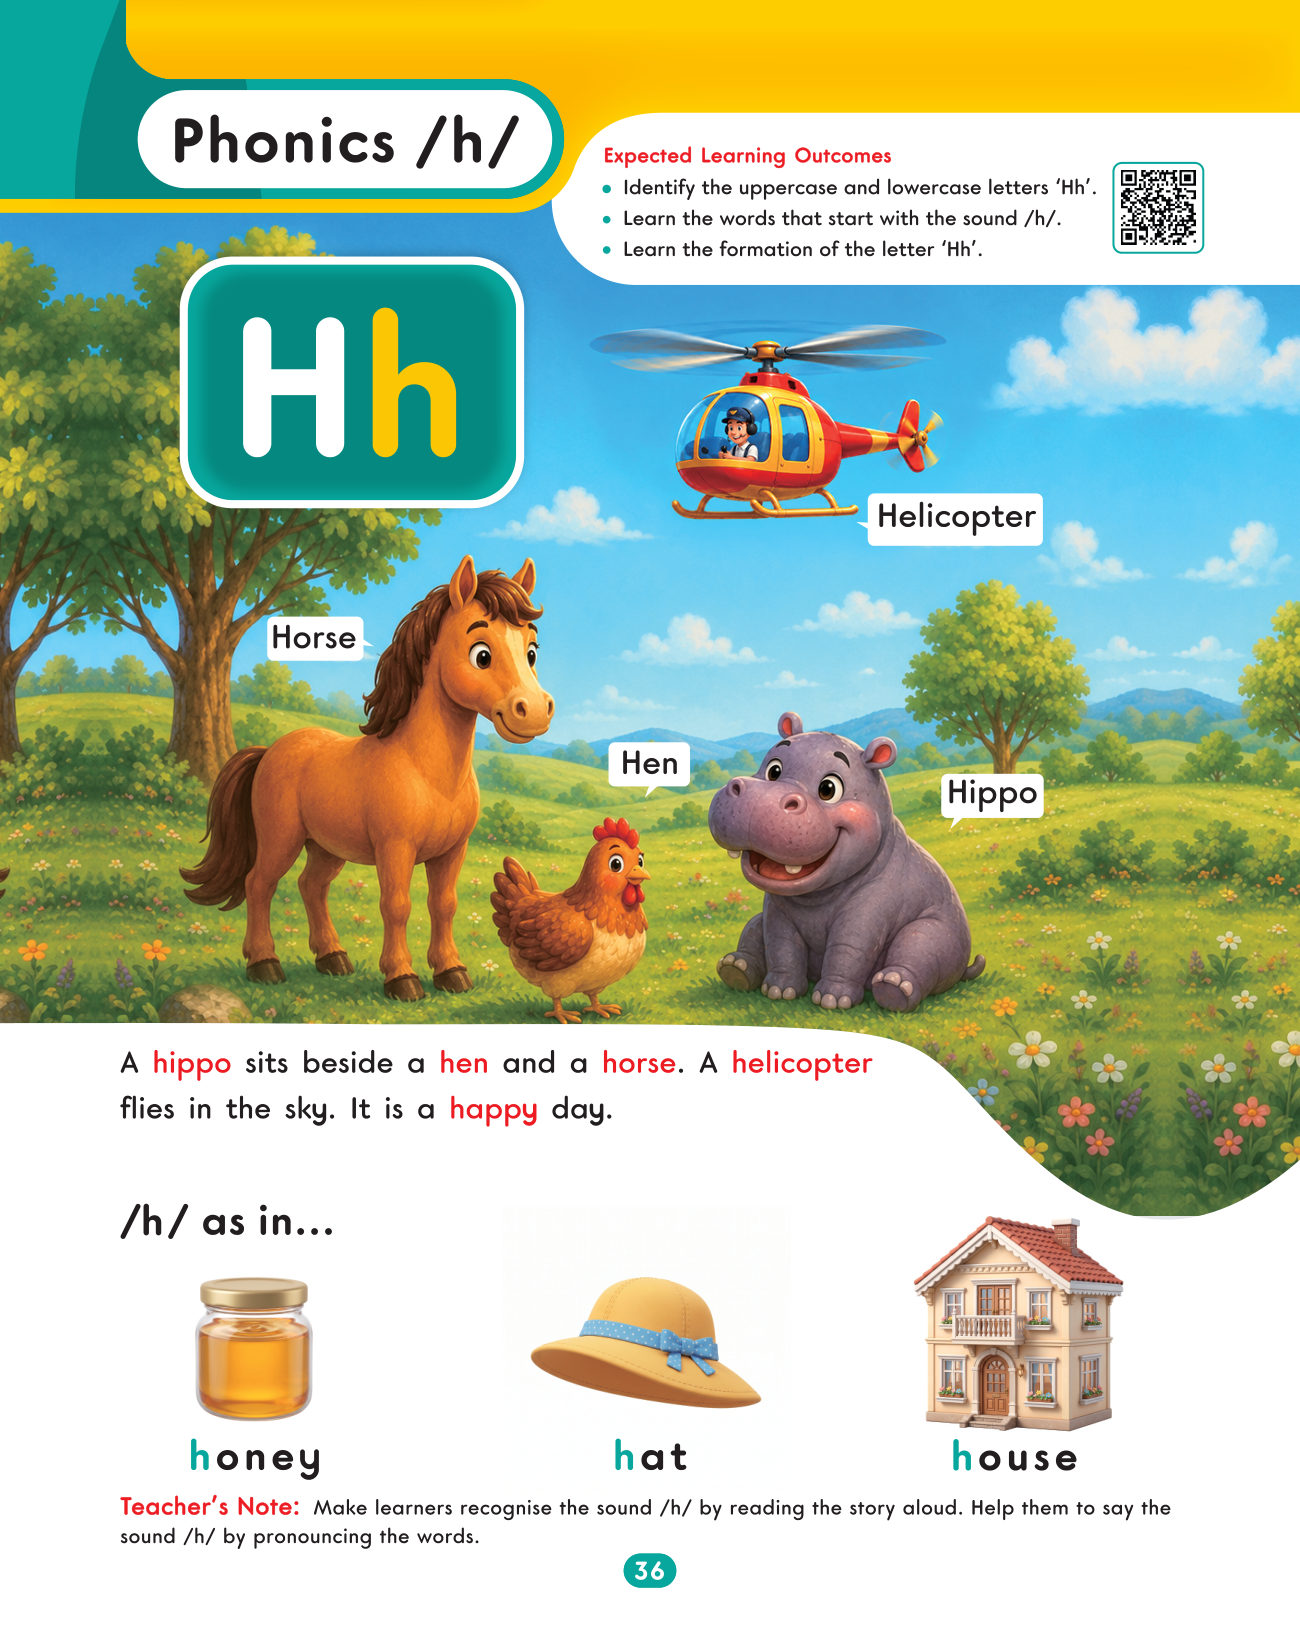 Phonics /h/
Expected Learning Outcomes
• Identify the uppercase and lowercase letters ‘Hh’.
• Learn the words that start with the sound /h/.
• Learn the formation of the letter ‘Hh’.
Hh
Helicopter
Horse
Hen
Hippo
A hippo sits beside a hen and a horse. A helicopter
flies in the sky. It is a happy day.
/h/ as in...
honey
hat
house
Teacher’s Note: Make learners recognise the sound /h/ by reading the story aloud. Help them to say the
sound /h/ by pronouncing the words.
36